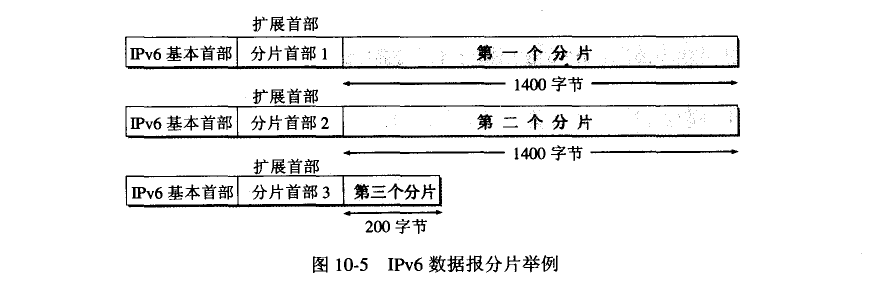 扩展首部
IPv6 基本首部 分片首部 1 第 一 个 分 片
1400 字节
扩展首部
IPv6 基本首部 分片首部 2 第 二 个 分 片
1400 字节
扩展首部
IPv6 基本首部 分片首部 3 第三个分片
200 字节
图 10-5 IPv6 数据报分片举例